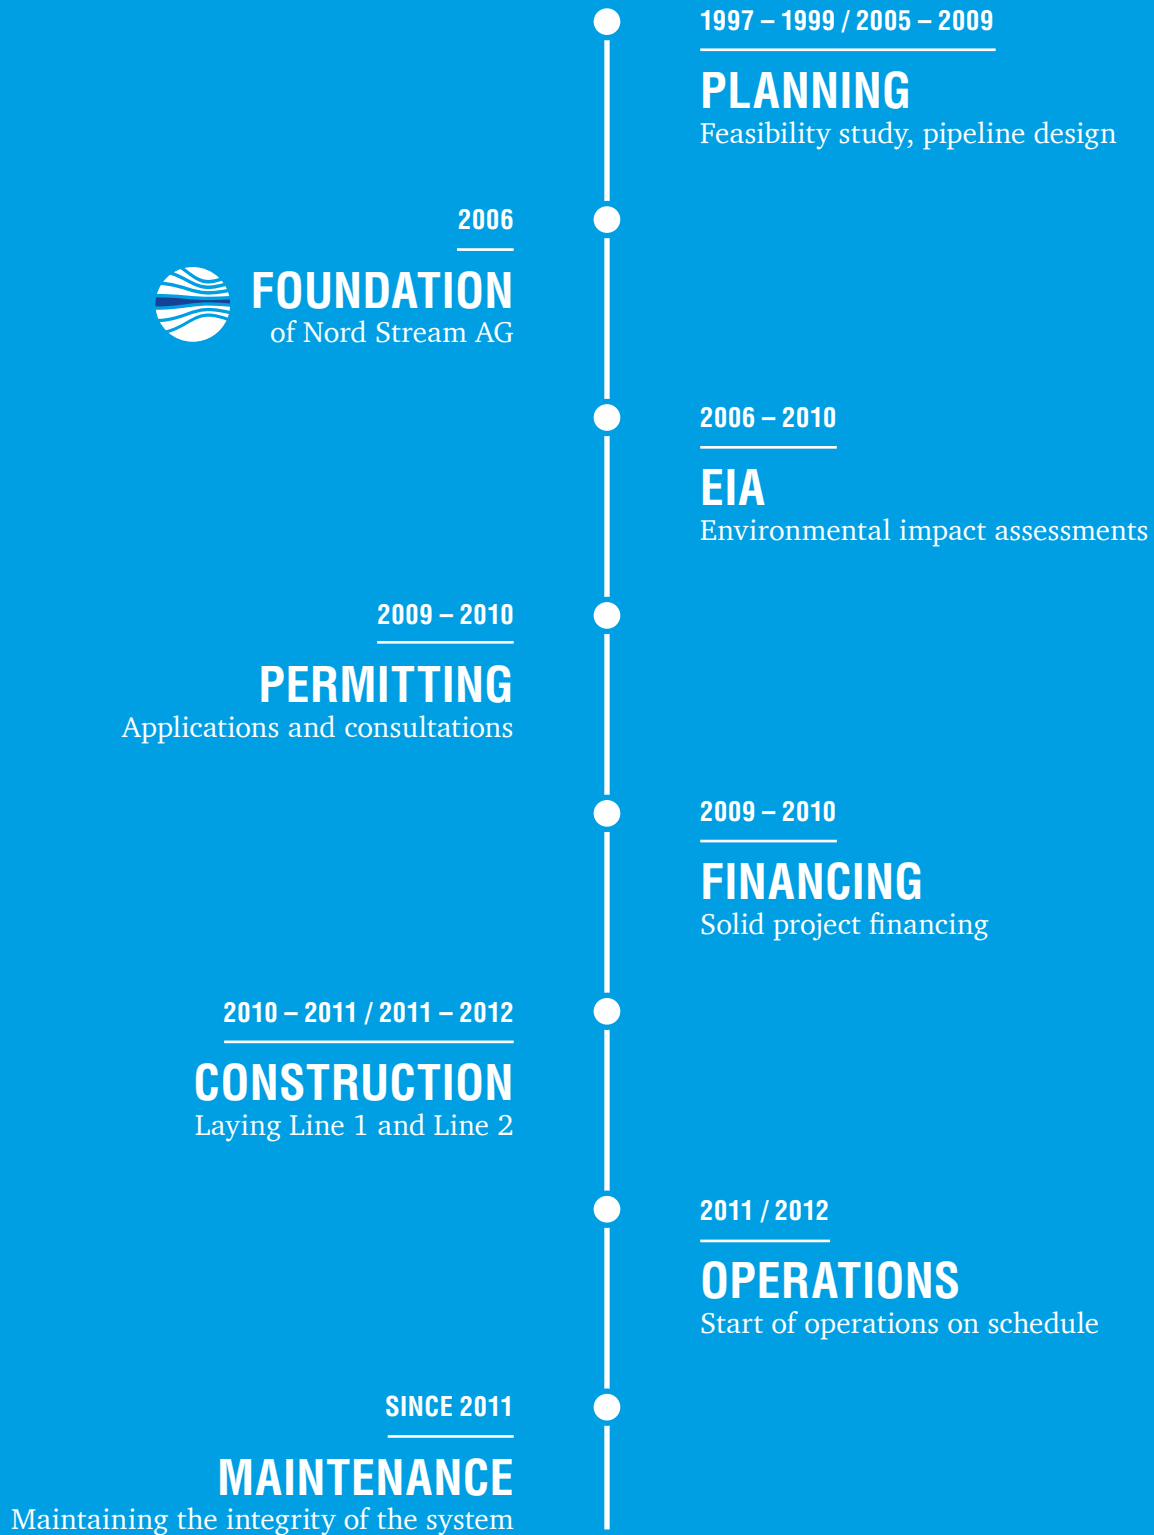 1997 – 1999 / 2005 – 2009
PLANNING
Feasibility study, pipeline design
2006
FOUNDATION
of Nord Stream AG
2006 – 2010
EIA
Environmental impact assessments
2009 – 2010
PERMITTING
Applications and consultations
2009 – 2010
FINANCING
Solid project financing
2010 – 2011 / 2011 – 2012
CONSTRUCTION
Laying Line 1 and Line 2
2011 / 2012
OPERATIONS
Start of operations on schedule
SINCE 2011
MAINTENANCE
Maintaining the integrity of the system